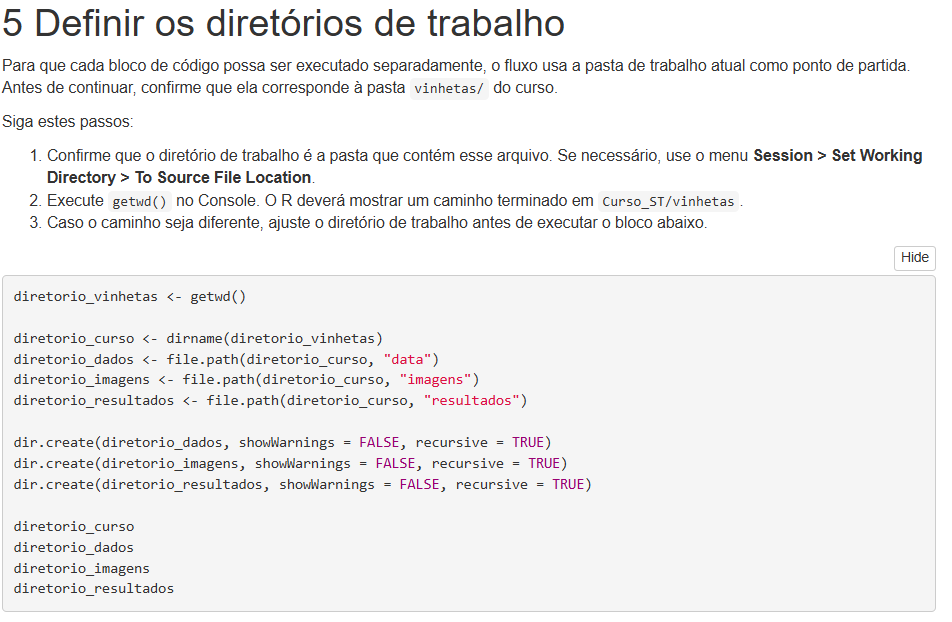 5 Definir os diretórios de trabalho
Para que cada bloco de código possa ser executado separadamente, o fluxo usa a pasta de trabalho atual como ponto de partida.
Antes de continuar, confirme que ela corresponde à pasta vinhetas/ do curso.
Siga estes passos:
1. Confirme que o diretório de trabalho é a pasta que contém esse arquivo. Se necessário, use o menu Session > Set Working
Directory > To Source File Location.
2. Execute getwd() no Console. O R deverá mostrar um caminho terminado em Curso_ST/vinhetas.
3. Caso o caminho seja diferente, ajuste o diretório de trabalho antes de executar o bloco abaixo.
Hide
diretorio_vinhetas <- getwd()
diretorio_curso <- dirname(diretorio_vinhetas)
diretorio_dados <- file.path(diretorio_curso, "data")
diretorio_imagens <- file.path(diretorio_curso, "imagens")
diretorio_resultados <- file.path(diretorio_curso, "resultados")
dir.create(diretorio_dados, showWarnings = FALSE, recursive = TRUE)
dir.create(diretorio_imagens, showWarnings = FALSE, recursive = TRUE)
dir.create(diretorio_resultados, showWarnings = FALSE, recursive = TRUE)
diretorio_curso
diretorio_dados
diretorio_imagens
diretorio_resultados